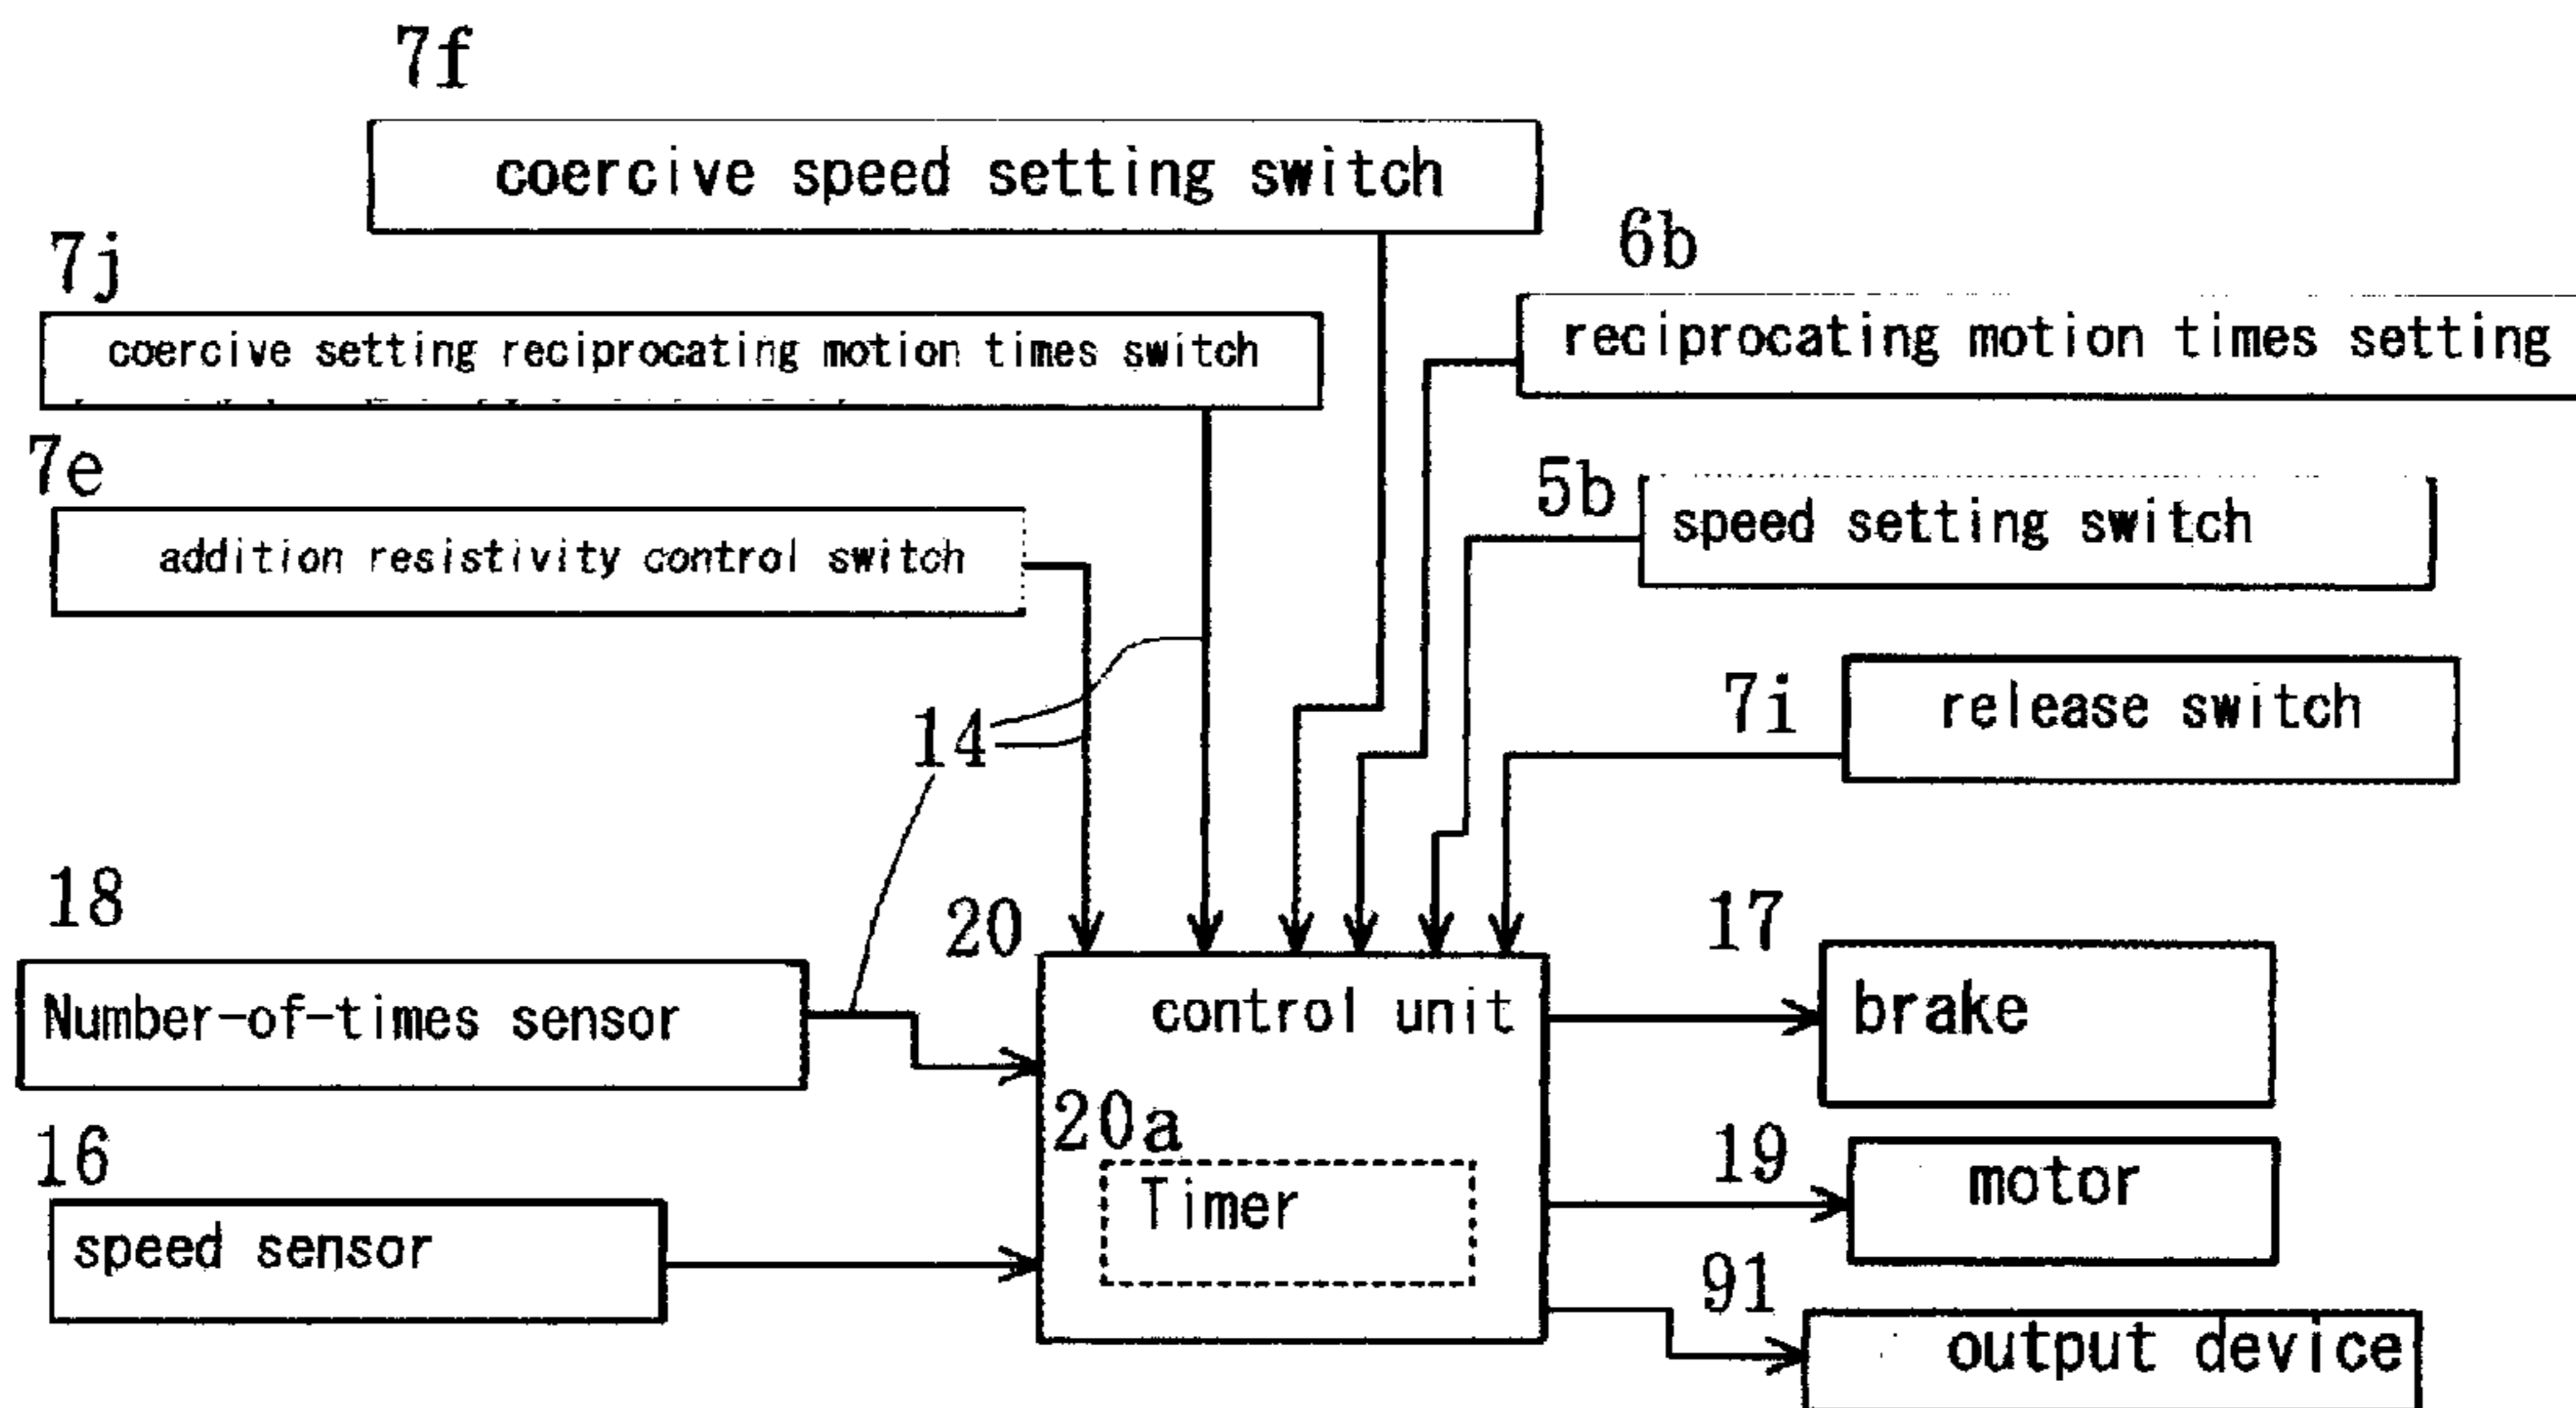 7f
coercive speed setting switch
7j
coercive setting reciprocating motion times switch
6b
reciprocating motion times setting
7e
addition resistivity control switch
5b
speed setting switch
7i
release switch
14
18
Number-of-times sensor
20
control unit
17
brake
20a
Timer
16
speed sensor
19
motor
91
output device